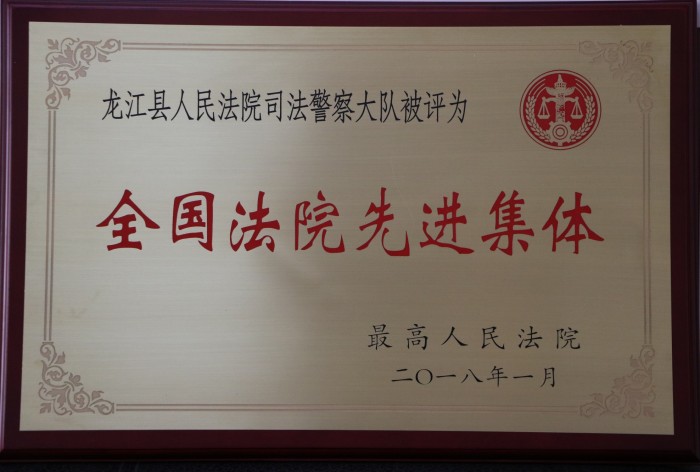 龙江县人民法院司法警察大队被评为
全国法院先进集体
最高人民法院
二〇一八年一月